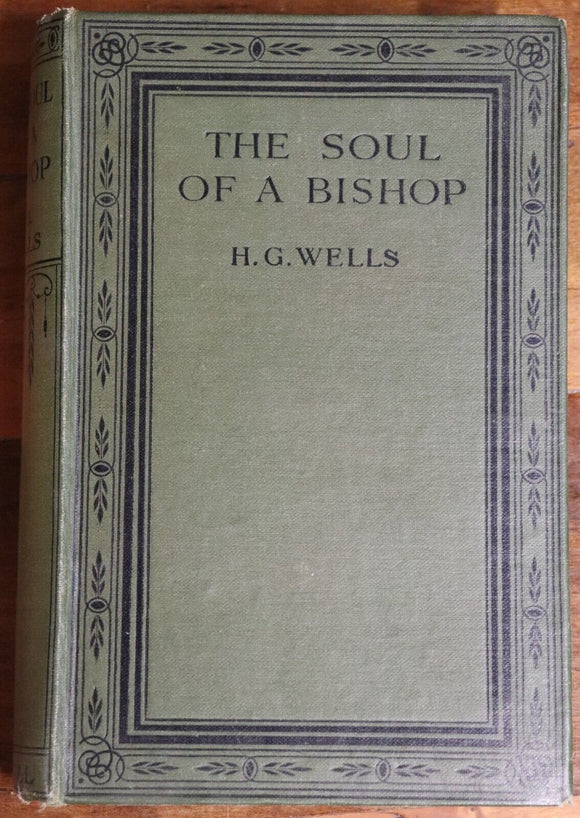 THE SOUL
OF A BISHOP
H. G. WELLS